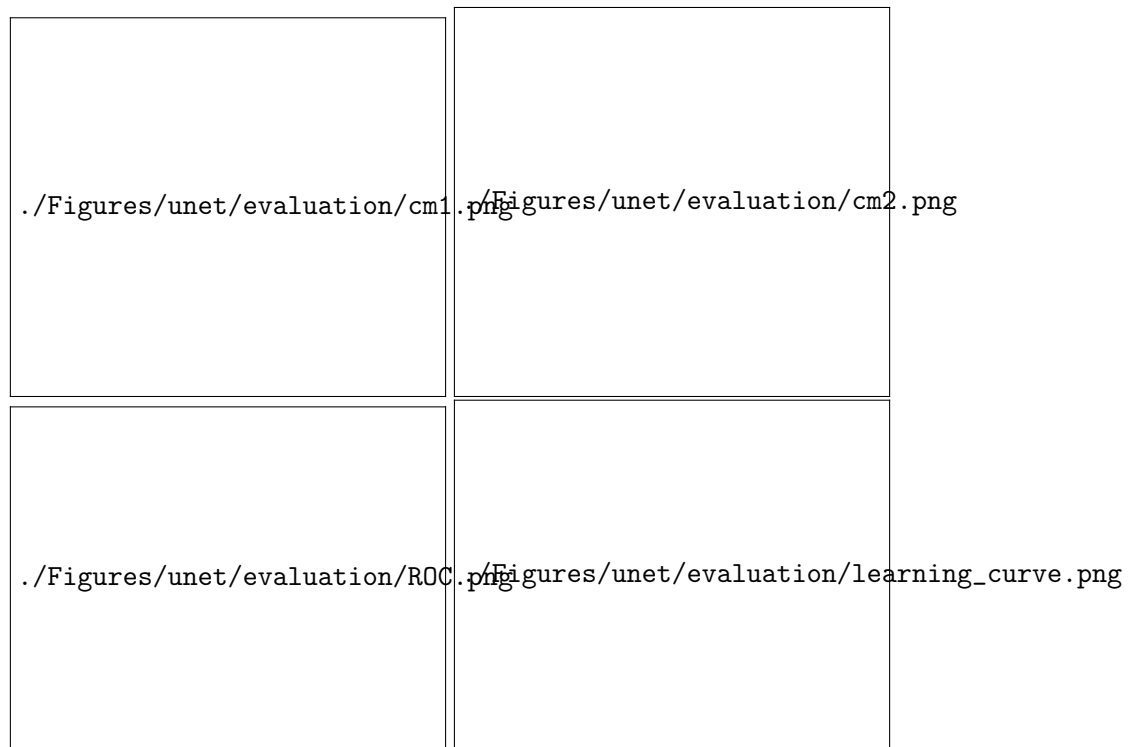 ./Figures/unet/evaluation/cm1.png
./Figures/unet/evaluation/cm2.png
./Figures/unet/evaluation/ROC.png
./Figures/unet/evaluation/learning_curve.png